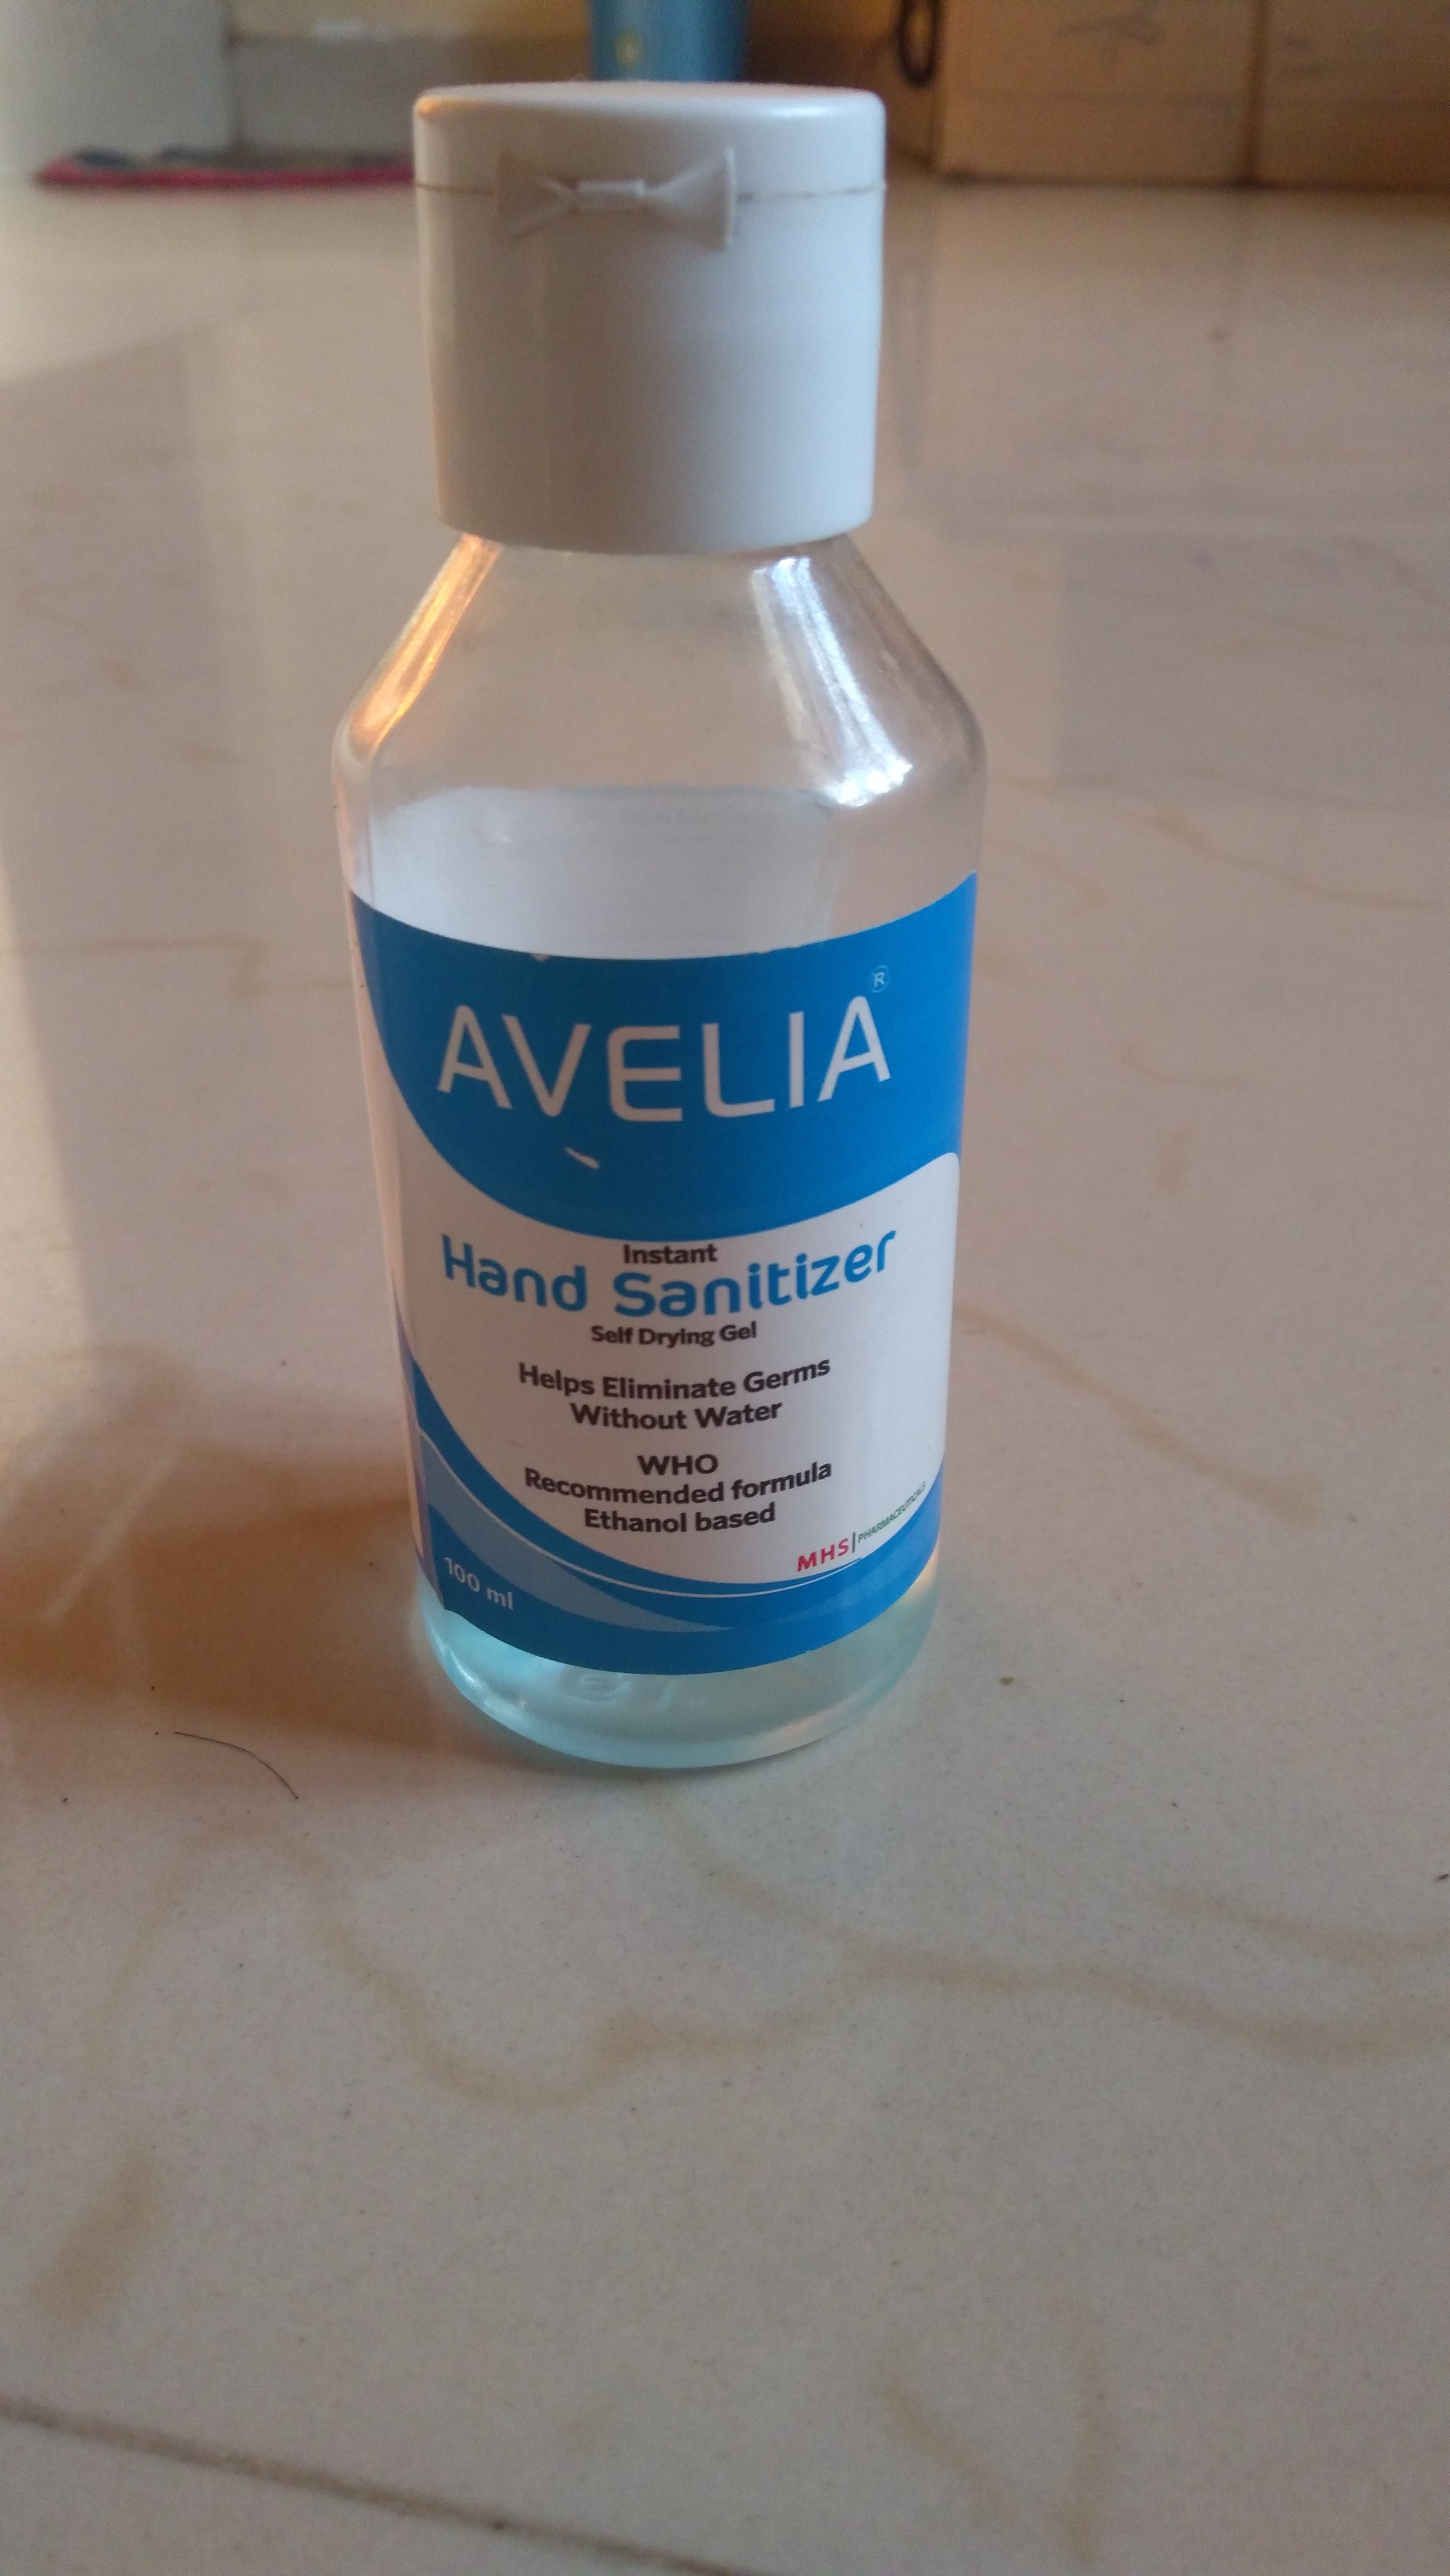 AVELIA®
Instant
Hand Sanitizer
Self Drying Gel
Helps Eliminate Germs
Without Water
WHO
Recommended formula
Ethanol based
MHS|PHARMACEUTICALS
100 ml